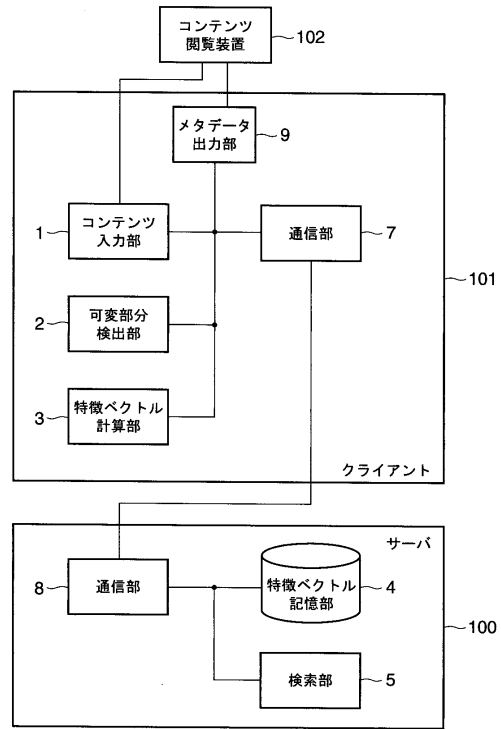 コンテンツ
閲覧装置
102
メタデータ
出力部
9
1
コンテンツ
入力部
通信部
7
101
2
可変部分
検出部
3
特徴ベクトル
計算部
クライアント
サーバ
8
通信部
特徴ベクトル
記憶部
4
100
検索部
5